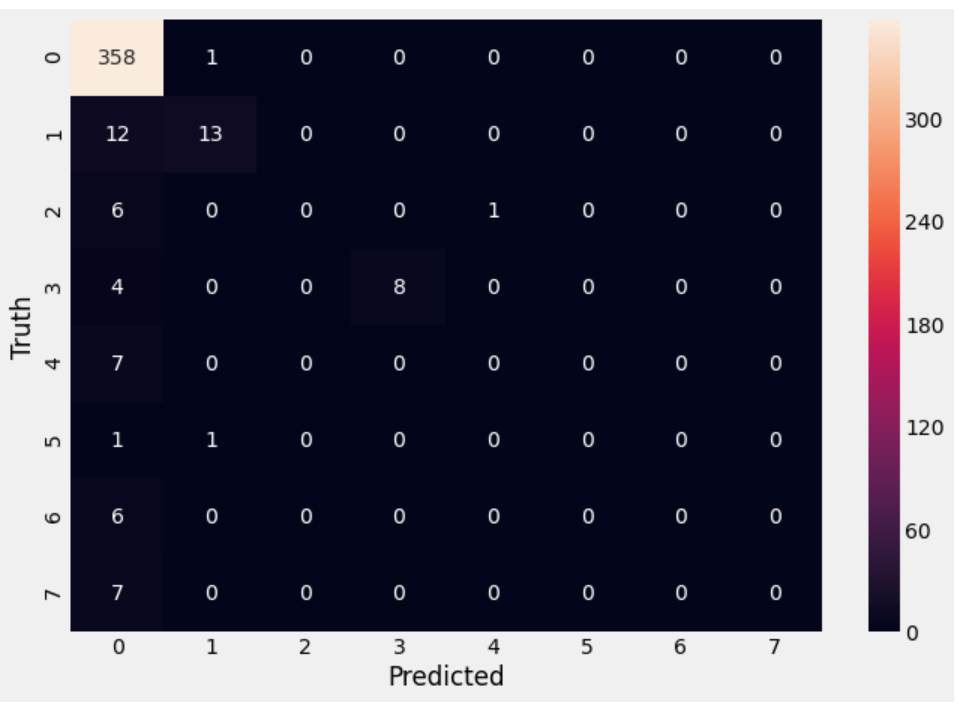 0 358 1 0 0 0 0 0 0
1 12 13 0 0 0 0 0 0
2 6 0 0 0 1 0 0 0
3 4 0 0 8 0 0 0 0
4 7 0 0 0 0 0 0 0
5 1 1 0 0 0 0 0 0
6 6 0 0 0 0 0 0 0
7 7 0 0 0 0 0 0 0
0 1 2 3 4 5 6 7
Truth
Predicted
300
240
180
120
60
0